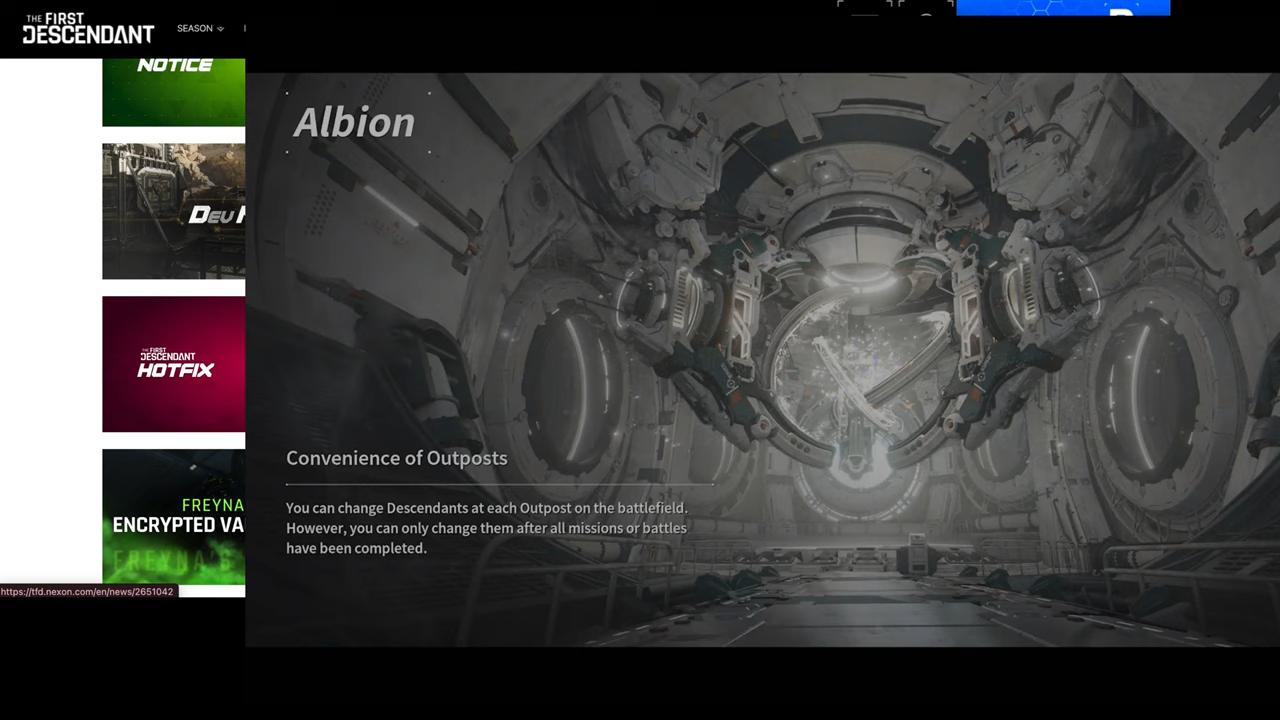 THE FIRST
DESCENDANT
SEASON
NOTICE
DEV
THE FIRST
DESCENDANT
HOTFIX
FREYNA
ENCRYPTED VA
FREYNA'S
https://tfd.nexon.com/en/news/2651042
Albion
Convenience of Outposts
You can change Descendants at each Outpost on the battlefield.
However, you can only change them after all missions or battles
have been completed.